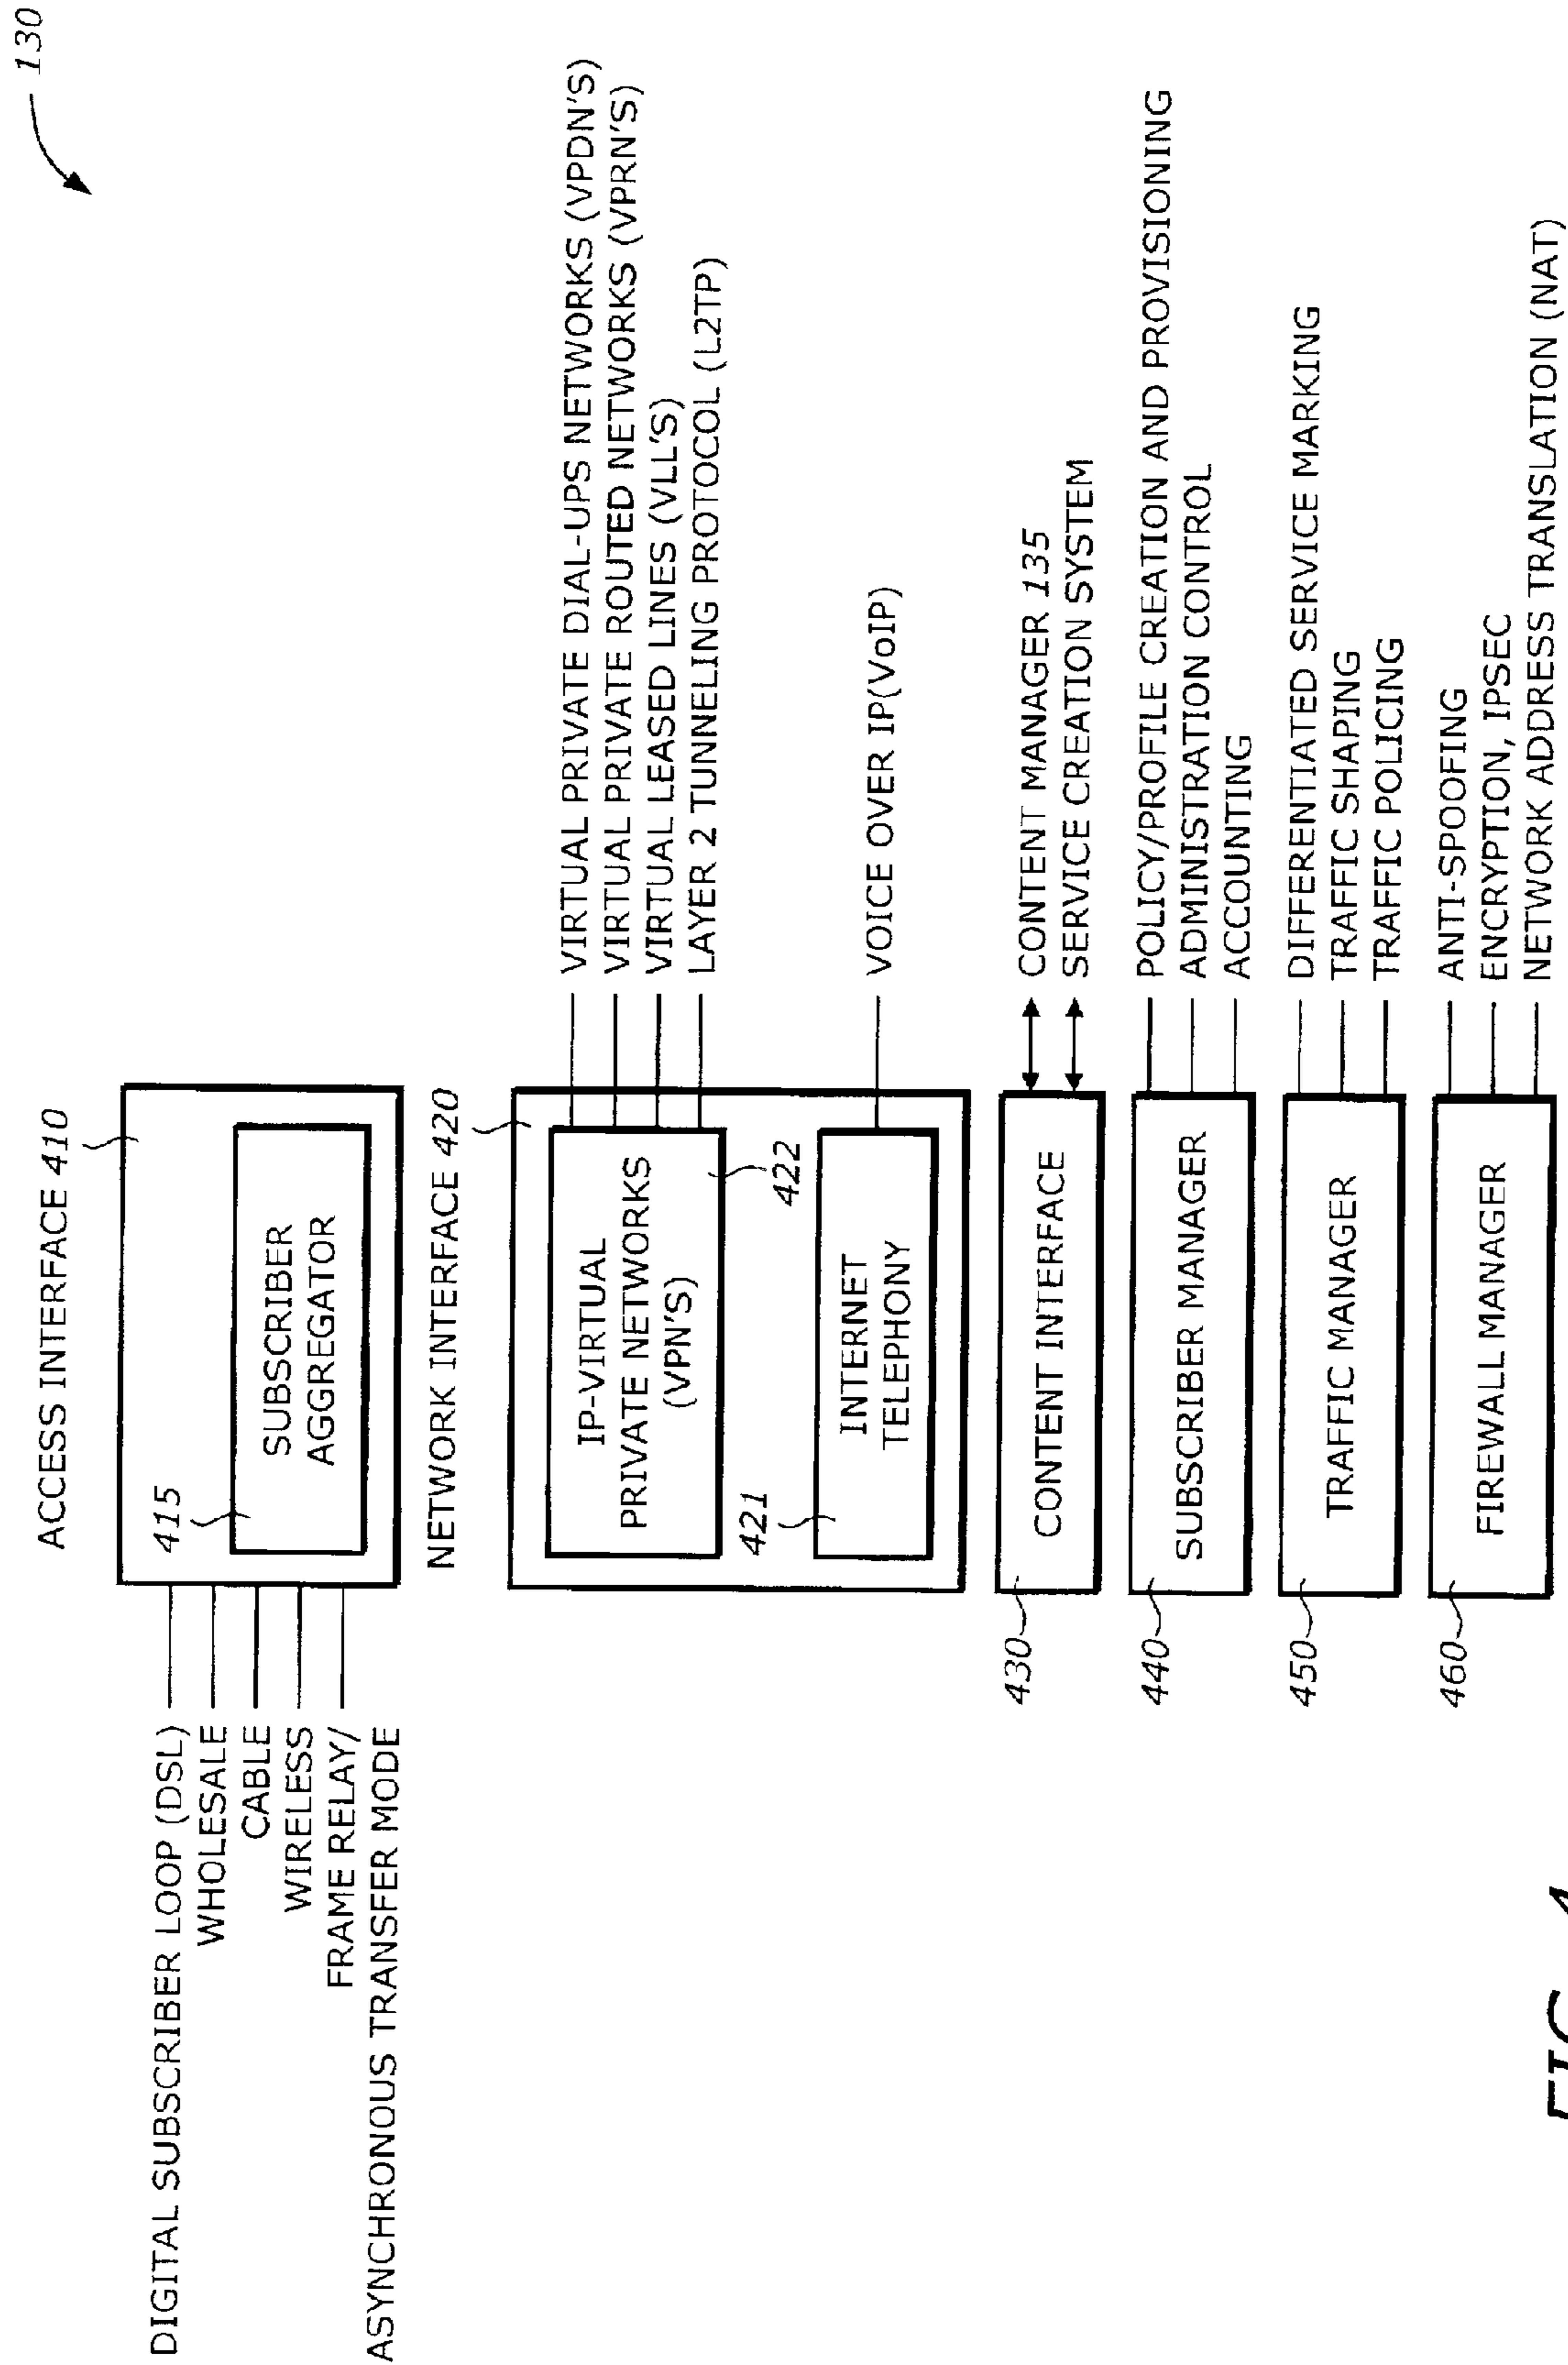 130
ACCESS INTERFACE 410
415
SUBSCRIBER
AGGREGATOR
DIGITAL SUBSCRIBER LOOP (DSL)
WHOLESALE
CABLE
WIRELESS
FRAME RELAY/
ASYNCHRONOUS TRANSFER MODE
NETWORK INTERFACE 420
IP-VIRTUAL
PRIVATE NETWORKS
(VPN'S)
422
VIRTUAL PRIVATE DIAL-UPS NETWORKS (VPDN'S)
VIRTUAL PRIVATE ROUTED NETWORKS (VPRN'S)
VIRTUAL LEASED LINES (VLL'S)
LAYER 2 TUNNELING PROTOCOL (L2TP)
421
INTERNET
TELEPHONY
VOICE OVER IP(VoIP)
430
CONTENT INTERFACE
CONTENT MANAGER 135
SERVICE CREATION SYSTEM
440
SUBSCRIBER MANAGER
POLICY/PROFILE CREATION AND PROVISIONING
ADMINISTRATION CONTROL
ACCOUNTING
450
TRAFFIC MANAGER
DIFFERENTIATED SERVICE MARKING
TRAFFIC SHAPING
TRAFFIC POLICING
460
FIREWALL MANAGER
ANTI-SPOOFING
ENCRYPTION, IPSEC
NETWORK ADDRESS TRANSLATION (NAT)